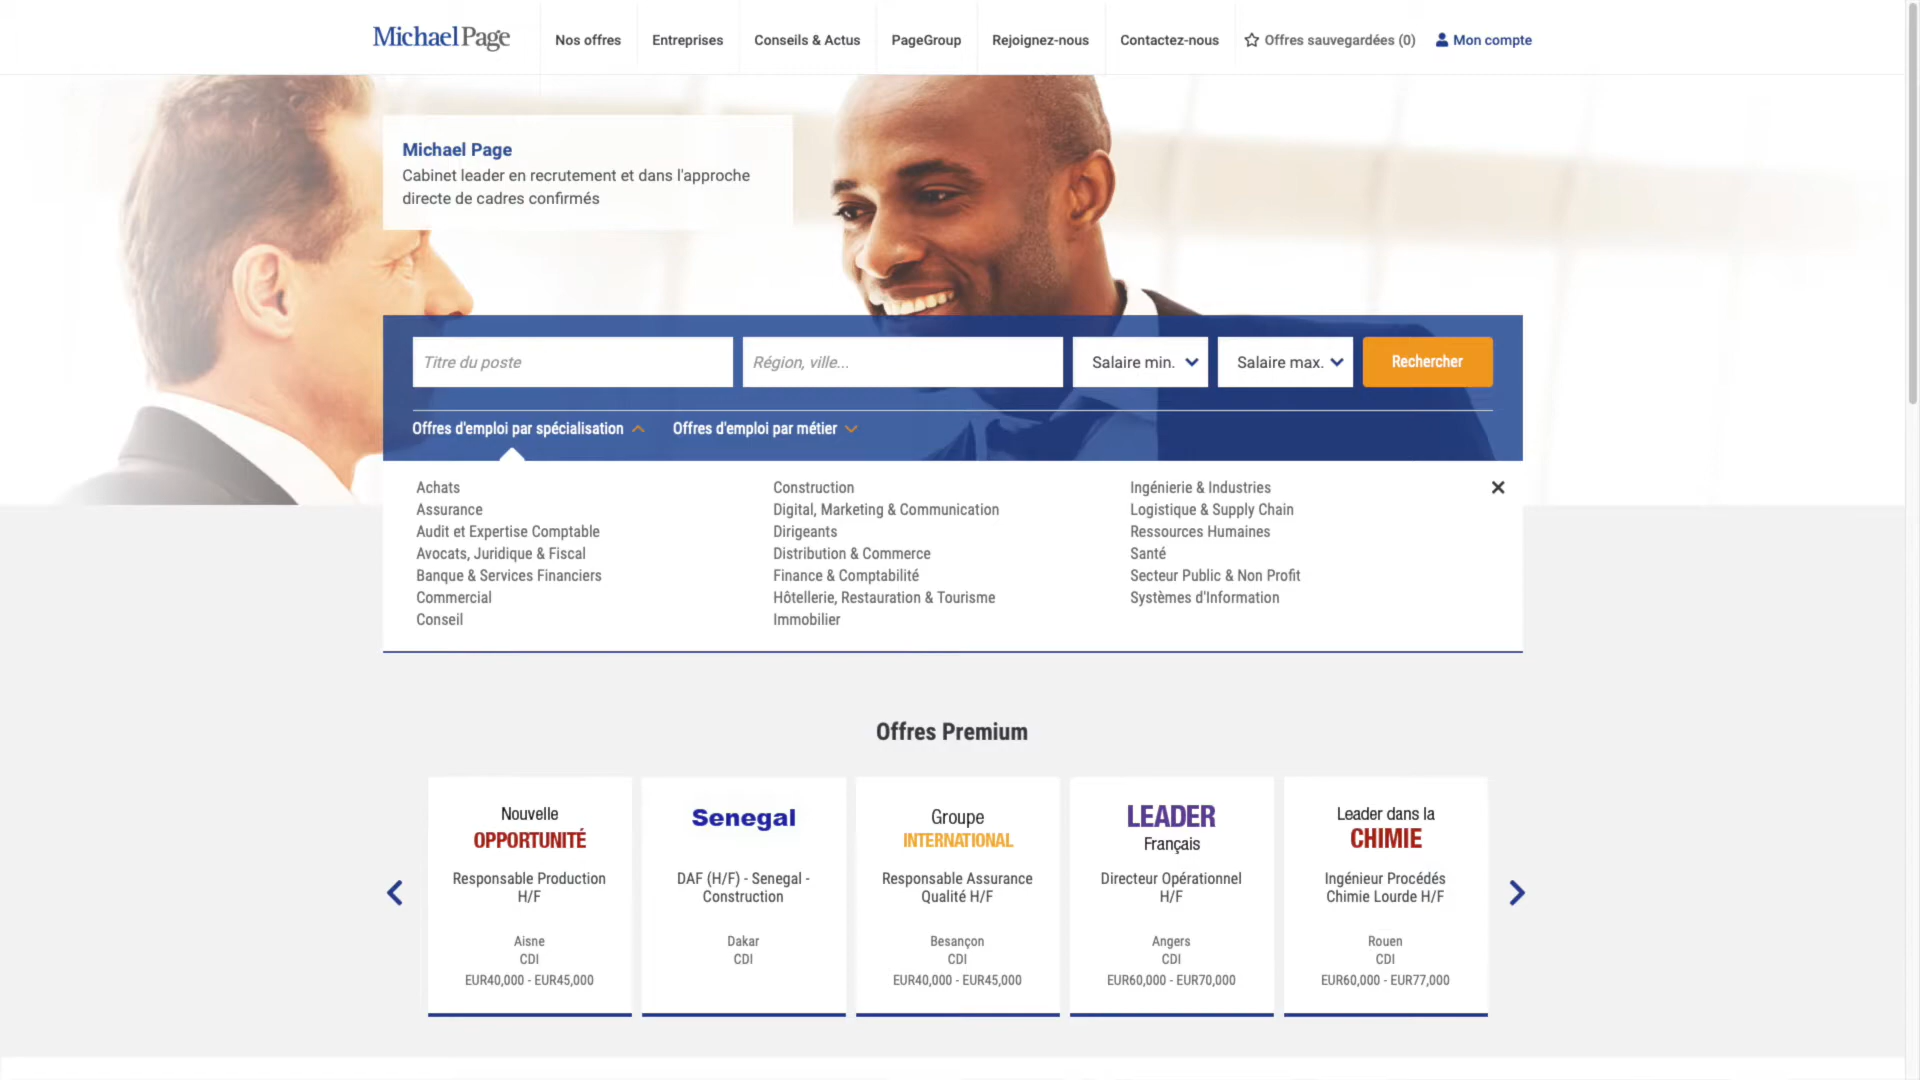 MichaelPage
Nos offres
Entreprises
Conseils & Actus
PageGroup
Rejoignez-nous
Contactez-nous
Offres sauvegardées (0)
Mon compte
Michael Page
Cabinet leader en recrutement et dans l'approche
directe de cadres confirmés
Titre du poste
Région, ville...
Salaire min.
Salaire max.
Rechercher
Offres d'emploi par spécialisation
Offres d'emploi par métier
Achats
Assurance
Audit et Expertise Comptable
Avocats, Juridique & Fiscal
Banque & Services Financiers
Commercial
Conseil
Construction
Digital, Marketing & Communication
Dirigeants
Distribution & Commerce
Finance & Comptabilité
Hôtellerie, Restauration & Tourisme
Immobilier
Ingénierie & Industries
Logistique & Supply Chain
Ressources Humaines
Santé
Secteur Public & Non Profit
Systèmes d'Information
Offres Premium
Nouvelle
OPPORTUNITÉ
Responsable Production
H/F
Aisne
CDI
EUR40,000 - EUR45,000
Senegal
DAF (H/F) - Senegal -
Construction
Dakar
CDI
Groupe
INTERNATIONAL
Responsable Assurance
Qualité H/F
Besançon
CDI
EUR40,000 - EUR45,000
LEADER
Français
Directeur Opérationnel
H/F
Angers
CDI
EUR60,000 - EUR70,000
Leader dans la
CHIMIE
Ingénieur Procédés
Chimie Lourde H/F
Rouen
CDI
EUR60,000 - EUR77,000